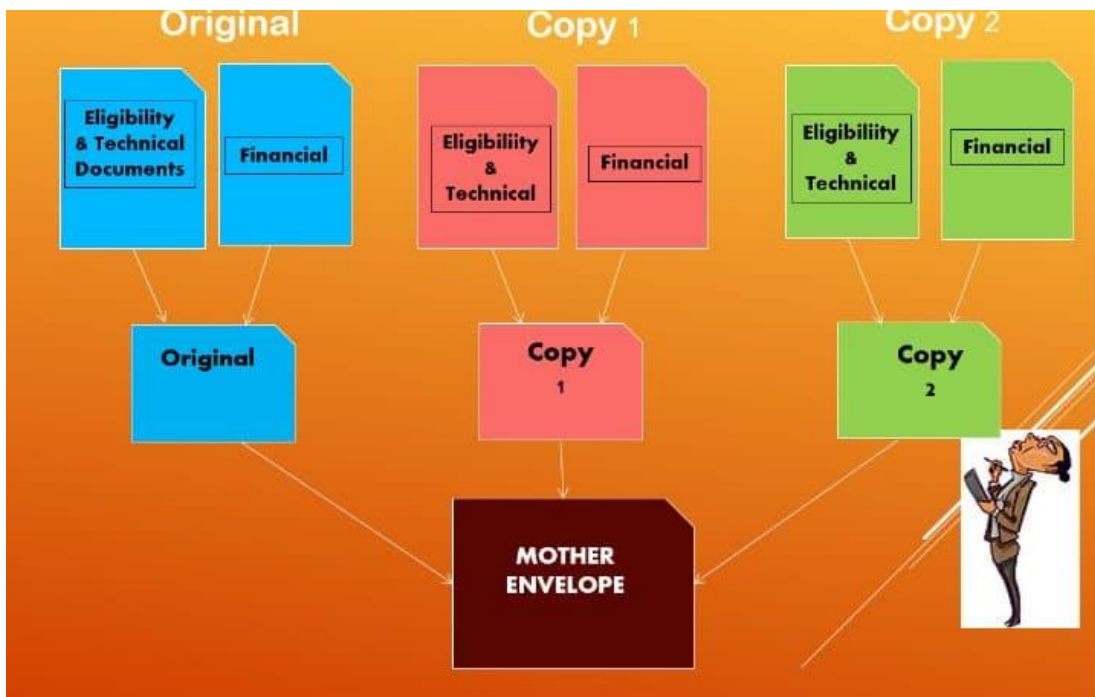 Original
Copy 1
Copy 2
Eligibility
& Technical
Documents
Financial
Eligibiliity
&
Technical
Financial
Eligibiliity
&
Technical
Financial
Original
Copy
1
Copy
2
MOTHER
ENVELOPE